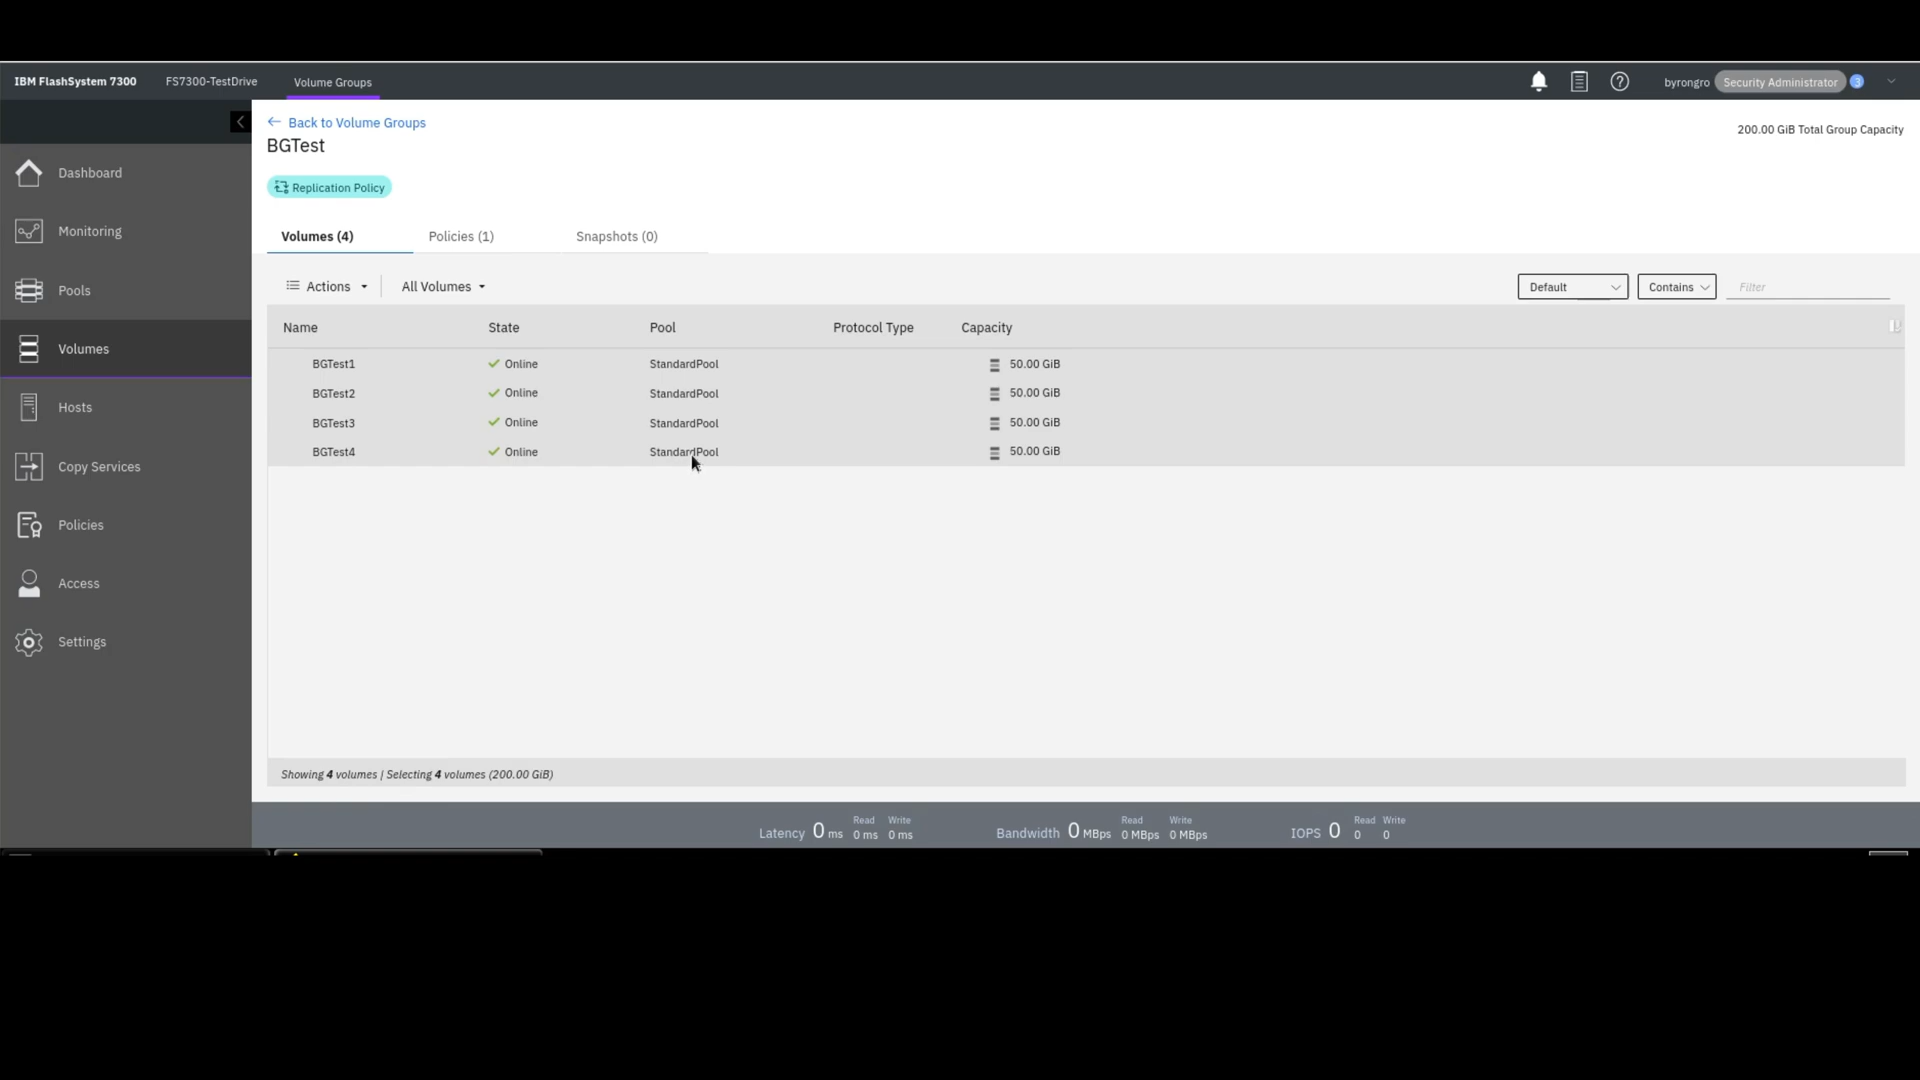 IBM FlashSystem 7300 FS7300-TestDrive Volume Groups byrongro Security Administrator 3
Back to Volume Groups
200.00 GiB Total Group Capacity
BGTest
Replication Policy
Volumes (4) Policies (1) Snapshots (0)
Actions All Volumes Default Contains Filter
Name State Pool Protocol Type Capacity
BGTest1 Online StandardPool 50.00 GiB
BGTest2 Online StandardPool 50.00 GiB
BGTest3 Online StandardPool 50.00 GiB
BGTest4 Online StandardPool 50.00 GiB
Showing 4 volumes | Selecting 4 volumes (200.00 GiB)
Dashboard
Monitoring
Pools
Volumes
Hosts
Copy Services
Policies
Access
Settings
Latency 0 ms Read 0 ms Write 0 ms Bandwidth 0 MBps Read 0 MBps Write 0 MBps IOPS 0 Read 0 Write 0